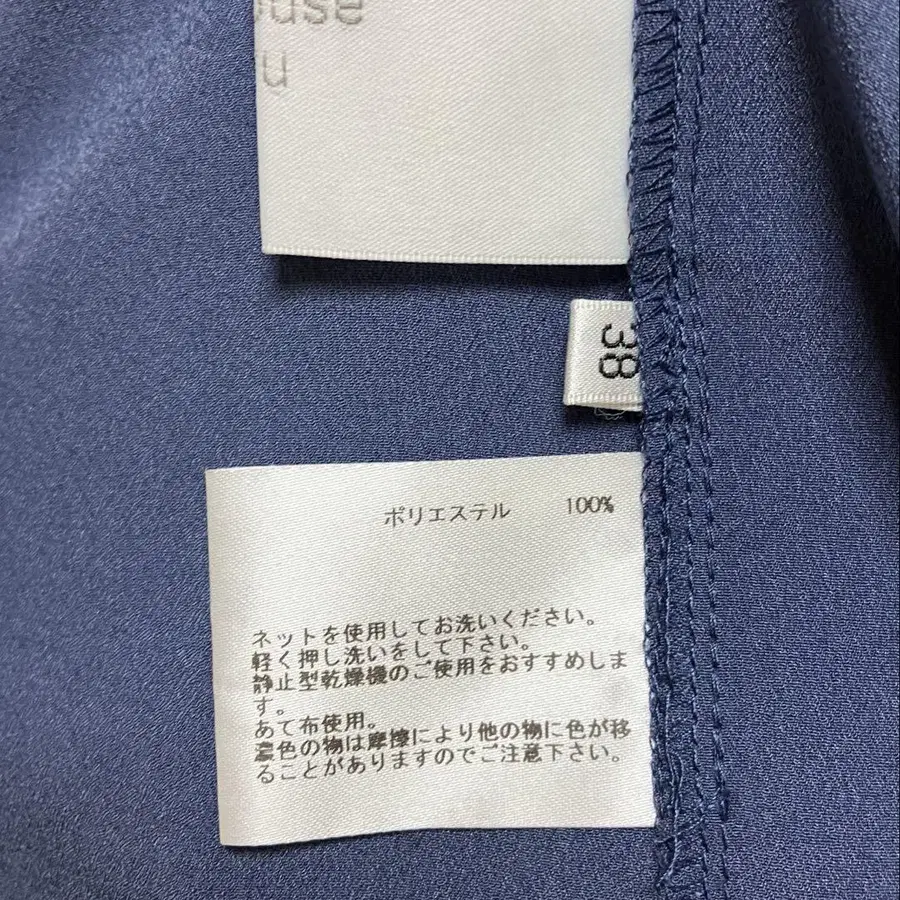 u
38
ポリエステル 100%
ネットを使用してお洗いください。
軽く押し洗いをして下さい。
静止型乾燥機のご使用をおすすめしま
す。
あて布使用。
濃色の物は摩擦により他の物に色が移
ることがありますのでご注意下さい。